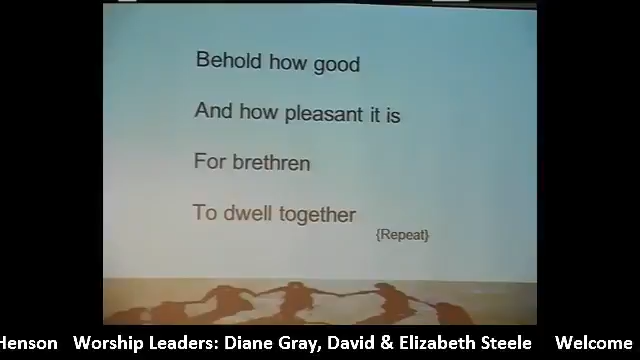 Behold how good
And how pleasant it is
For brethren
To dwell together
{Repeat}
Henson Worship Leaders: Diane Gray, David & Elizabeth Steele Welcome